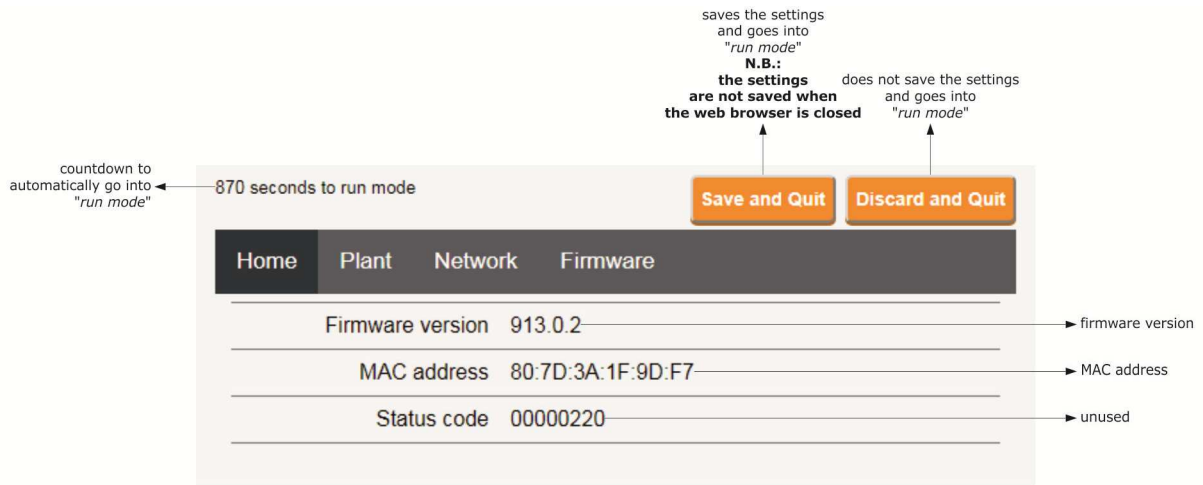 saves the settings
and goes into
"run mode"
N.B.:
the settings
are not saved when
the web browser is closed
does not save the settings
and goes into
"run mode"
countdown to
automatically go into
"run mode"
870 seconds to run mode
Save and Quit
Discard and Quit
Home Plant Network Firmware
Firmware version 913.0.2
firmware version
MAC address 80:7D:3A:1F:9D:F7
MAC address
Status code 00000220
unused